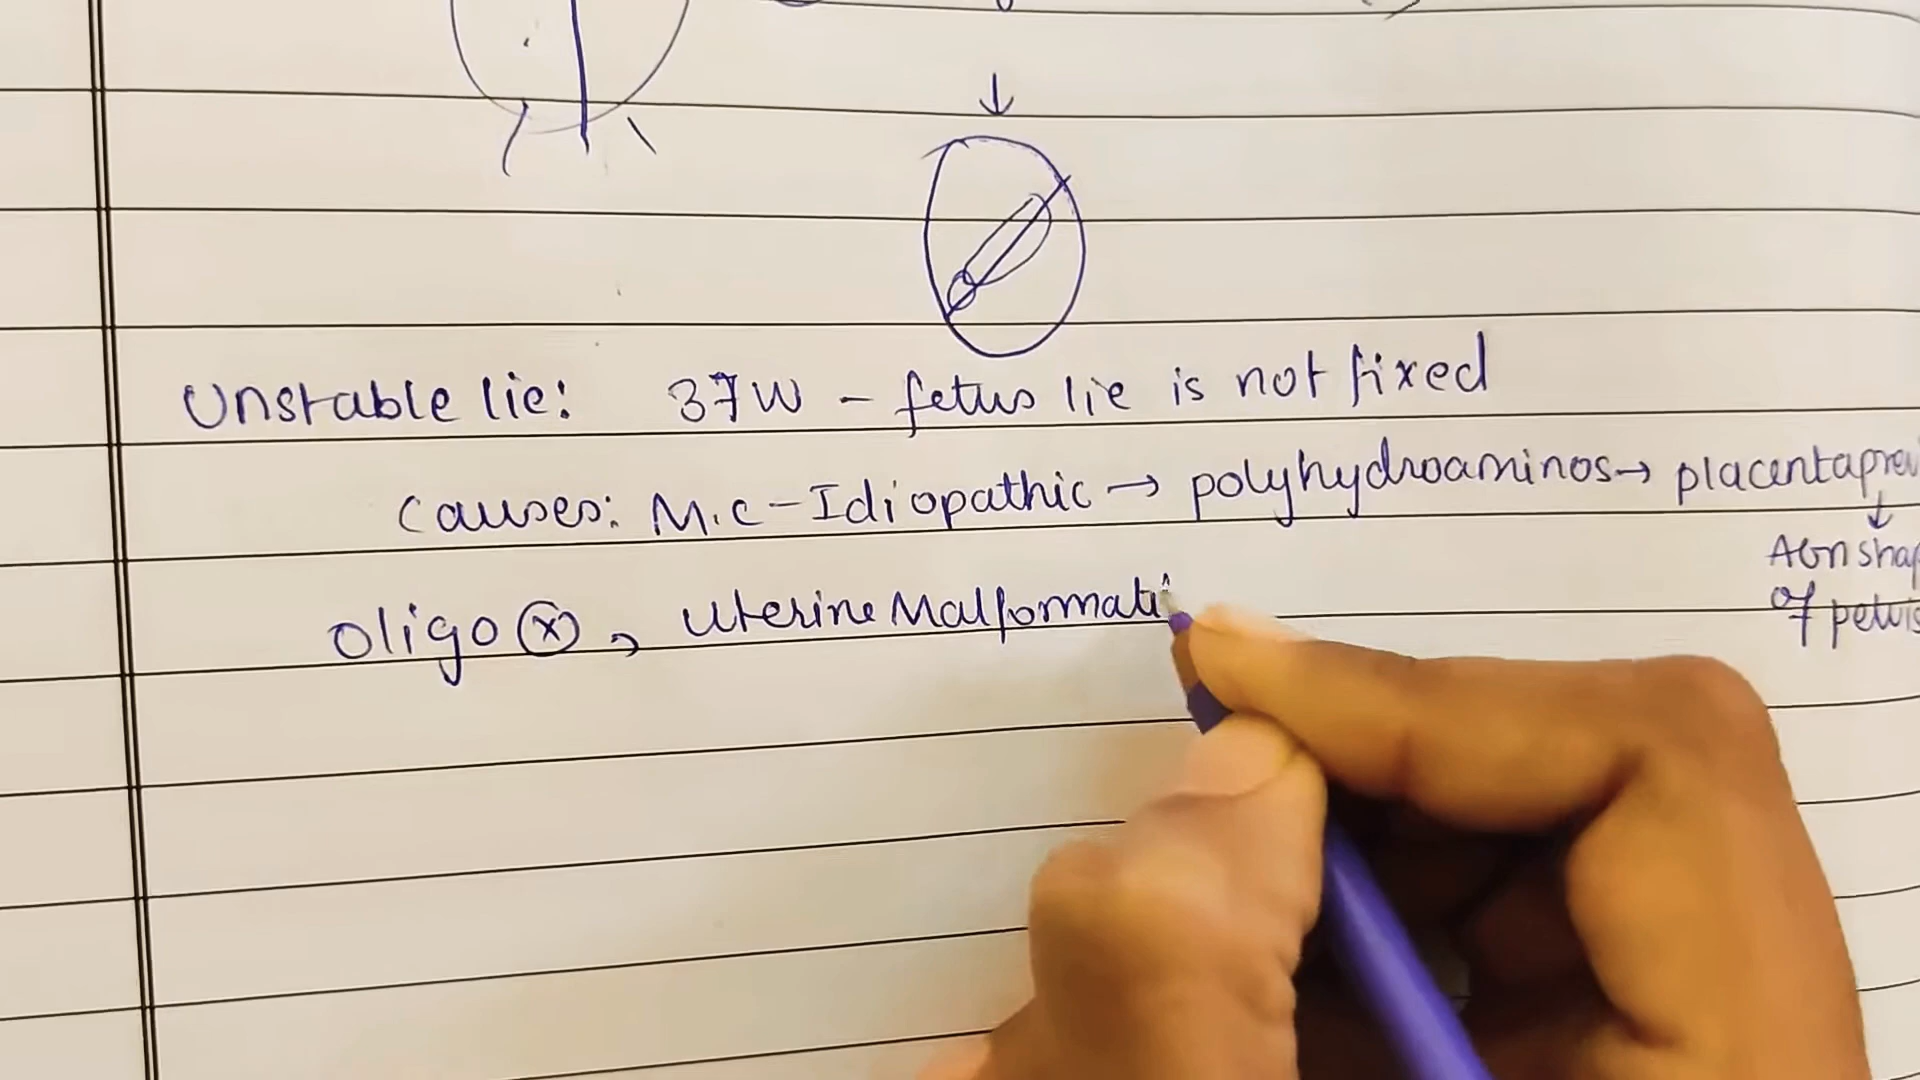 Unstable lie: 37W - fetus lie is not fixed
Causes: M.C - Idiopathic → polyhydroaminos → placentaprev
↓
Abn shap
of pelvis
Oligo ⓧ, Uterine Malformati